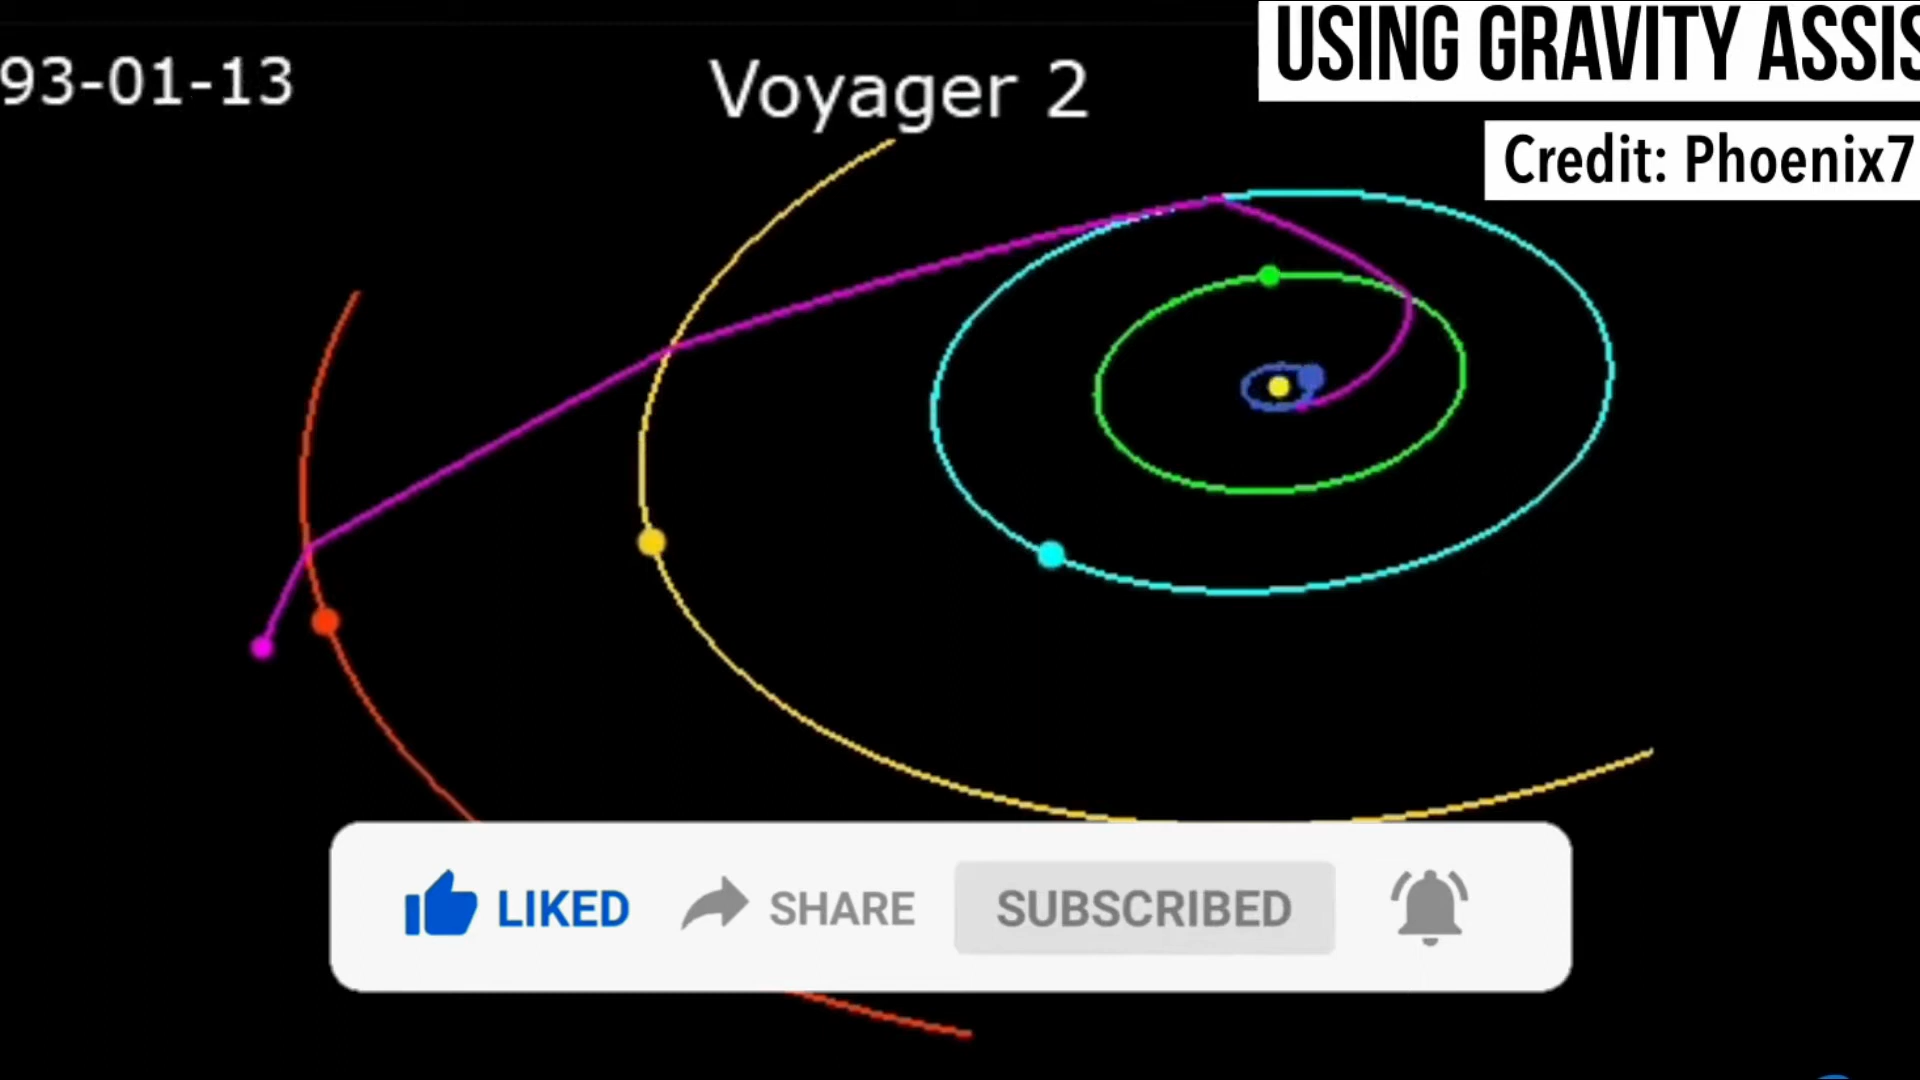 USING GRAVITY ASSIS
93-01-13
Voyager 2
Credit: Phoenix7
LIKED
SHARE
SUBSCRIBED